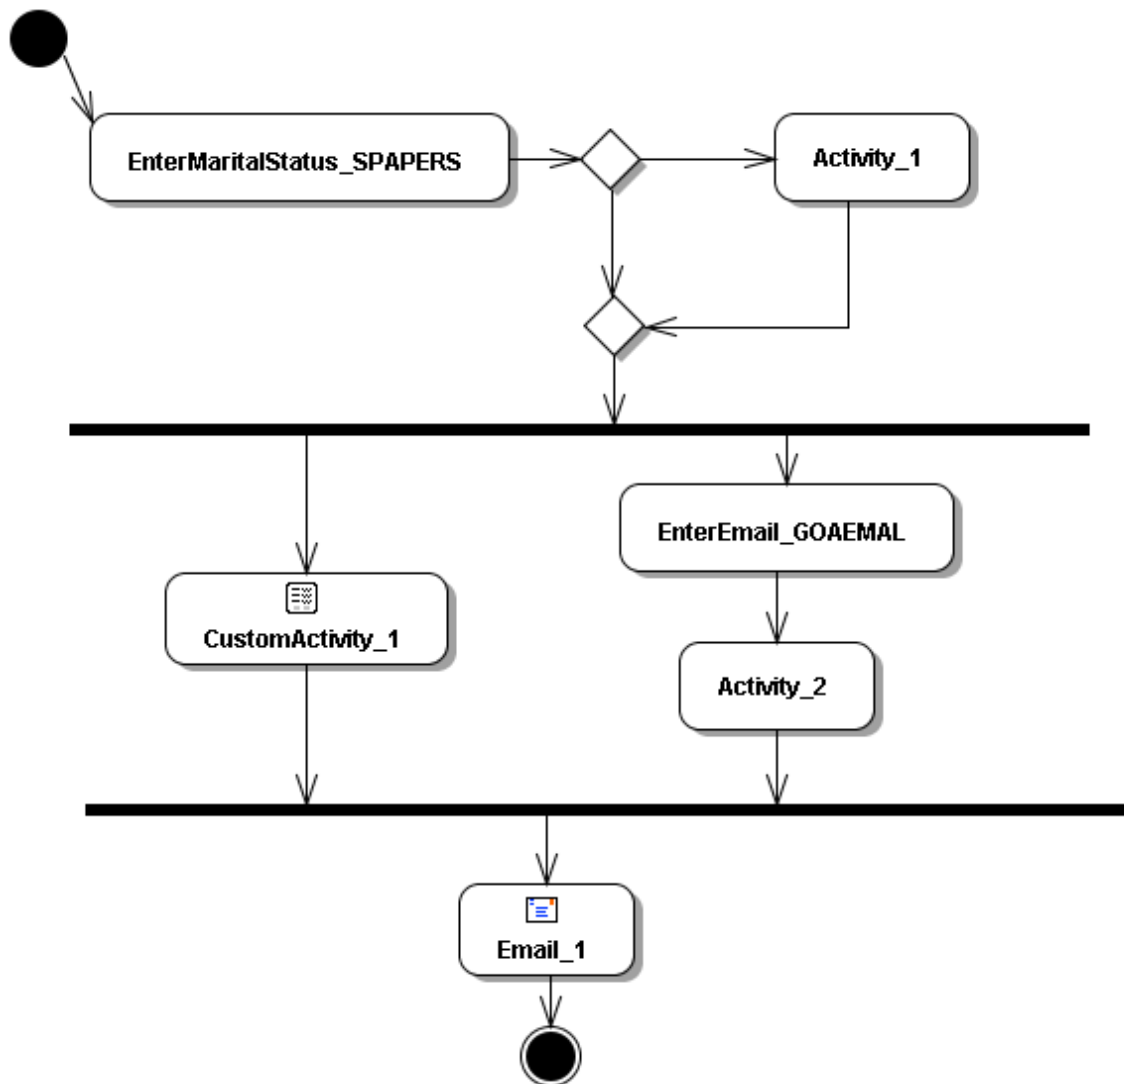 EnterMaritalStatus_SPAPERS
Activity_1
EnterEmail_GOAEMAL
CustomActivity_1
Activity_2
Email_1